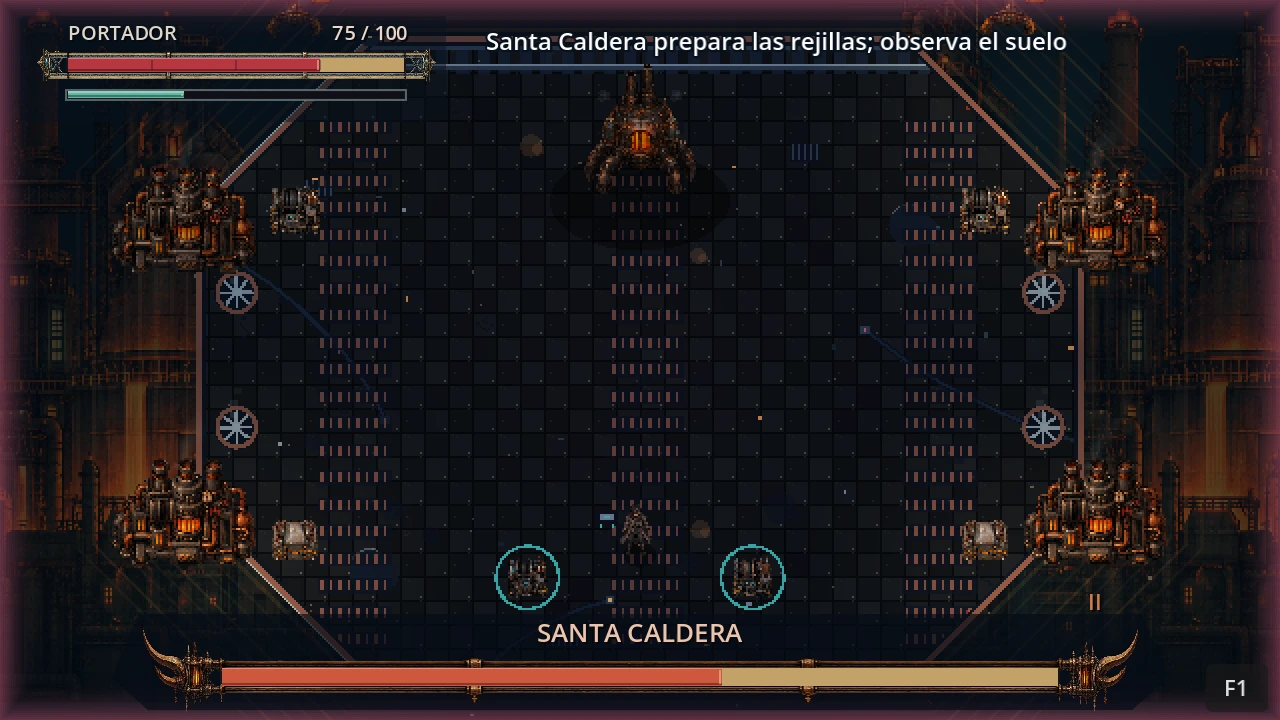 PORTADOR 75 / 100
Santa Caldera prepara las rejillas; observa el suelo
SANTA CALDERA
F1